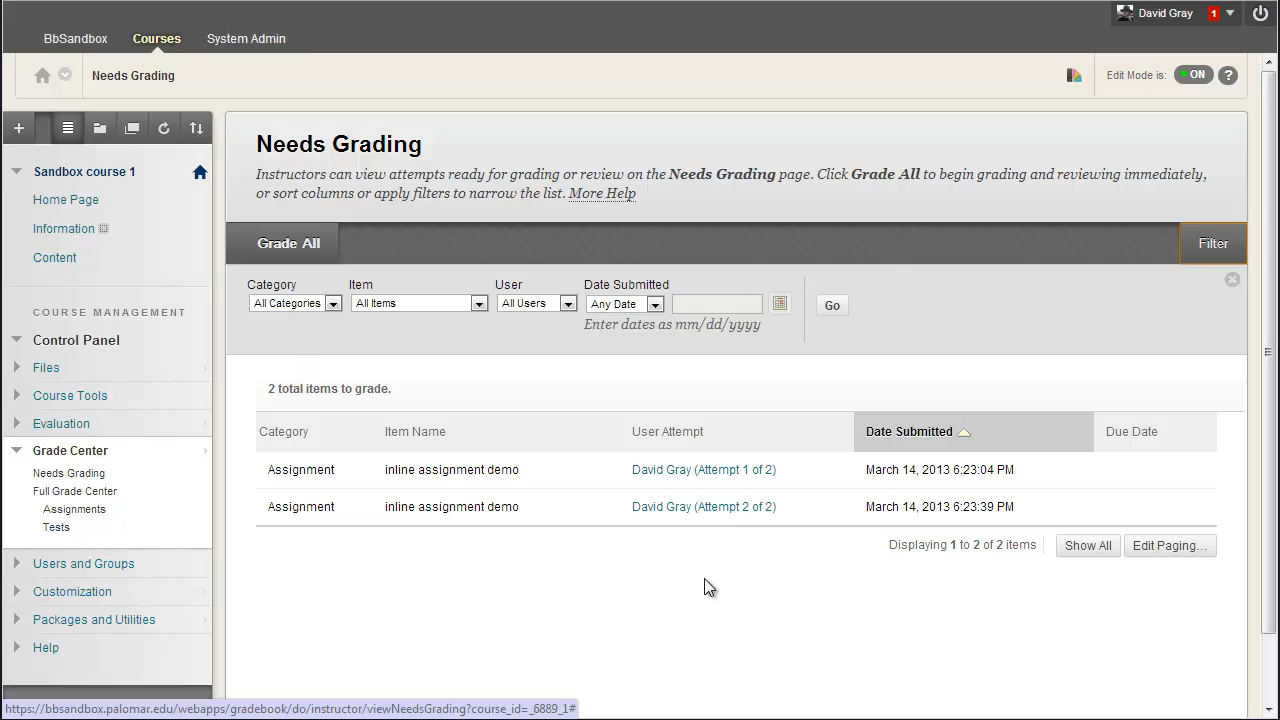 David Gray 1
BbSandbox Courses System Admin
Needs Grading
Edit Mode is: ON ?
Sandbox course 1
Home Page
Information
Content
COURSE MANAGEMENT
Control Panel
Files
Course Tools
Evaluation
Grade Center
Needs Grading
Full Grade Center
Assignments
Tests
Users and Groups
Customization
Packages and Utilities
Help
Needs Grading
Instructors can view attempts ready for grading or review on the Needs Grading page. Click Grade All to begin grading and reviewing immediately,
or sort columns or apply filters to narrow the list. More Help
Grade All Filter
Category Item User Date Submitted
All Categories All Items All Users Any Date Go
Enter dates as mm/dd/yyyy
2 total items to grade.
Category Item Name User Attempt Date Submitted Due Date
Assignment inline assignment demo David Gray (Attempt 1 of 2) March 14, 2013 6:23:04 PM
Assignment inline assignment demo David Gray (Attempt 2 of 2) March 14, 2013 6:23:39 PM
Displaying 1 to 2 of 2 items Show All Edit Paging...
https://bbsandbox.palomar.edu/webapps/gradebook/do/instructor/viewNeedsGrading?course_id=_6889_1#